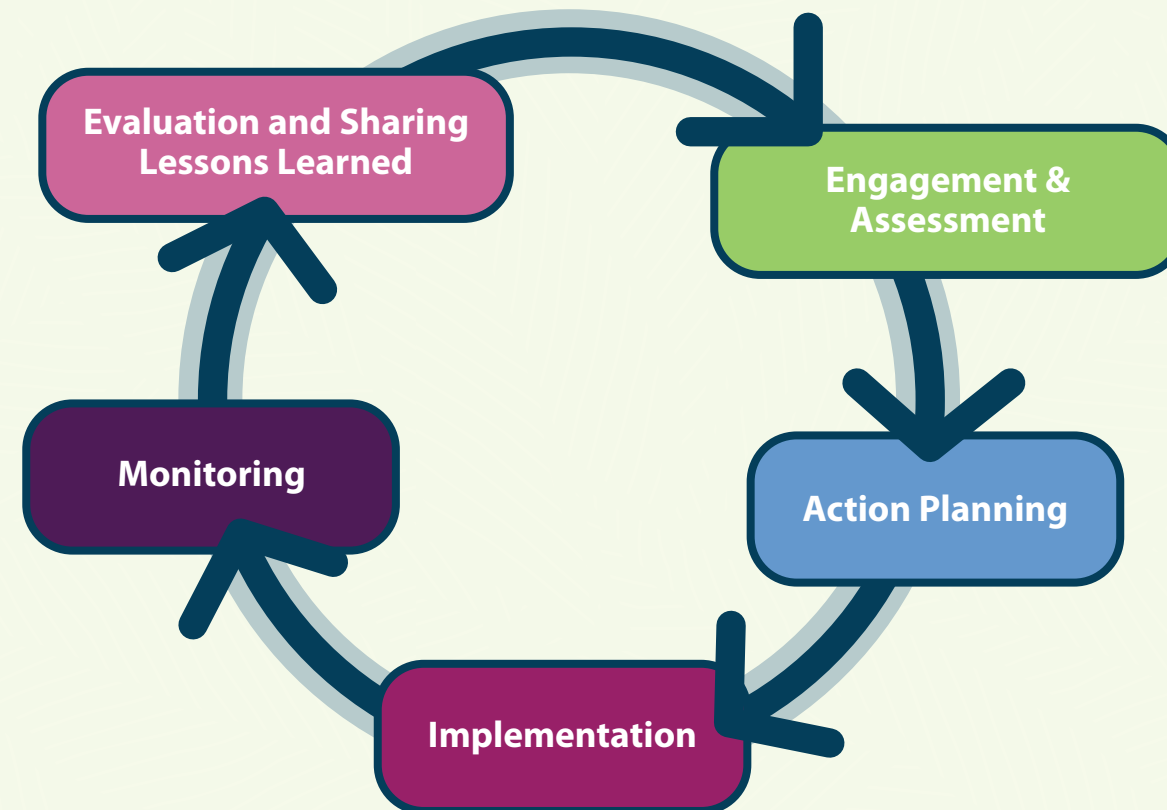 Evaluation and Sharing
Lessons Learned
Engagement &
Assessment
Action Planning
Implementation
Monitoring